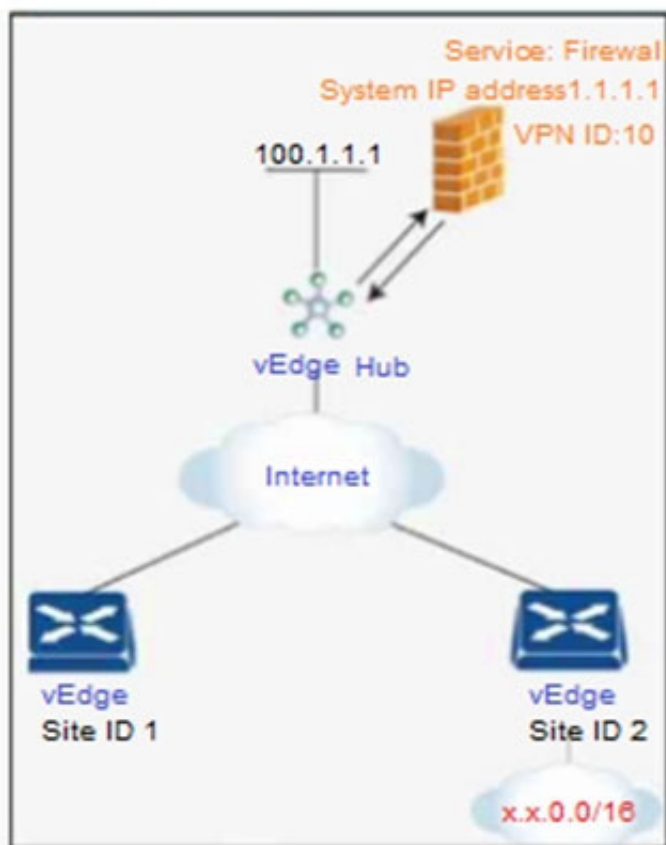 Service: Firewal
System IP address1.1.1.1
VPN ID:10
100.1.1.1
vEdge Hub
Internet
vEdge
Site ID 1
vEdge
Site ID 2
x.x.0.0/16